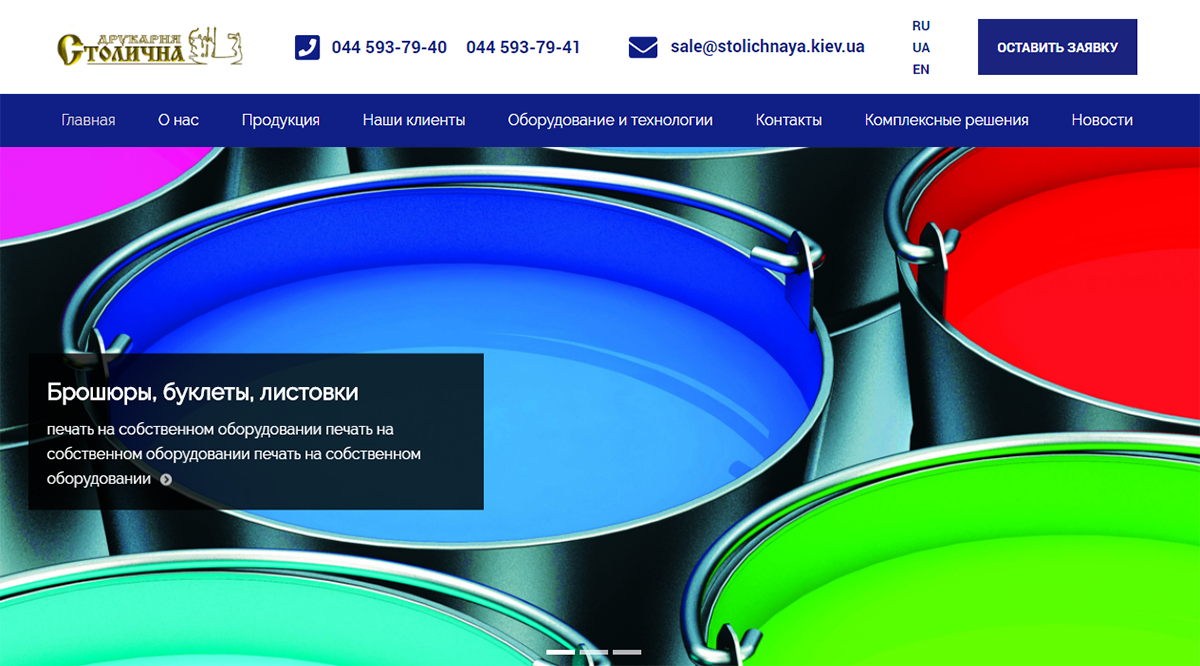 ДРУКАРНЯ
СТОЛИЧНА
044 593-79-40 044 593-79-41
sale@stolichnaya.kiev.ua
RU
UA
EN
ОСТАВИТЬ ЗАЯВКУ
Главная О нас Продукция Наши клиенты Оборудование и технологии Контакты Комплексные решения Новости
Брошюры, буклеты, листовки
печать на собственном оборудовании печать на
собственном оборудовании печать на собственном
оборудовании